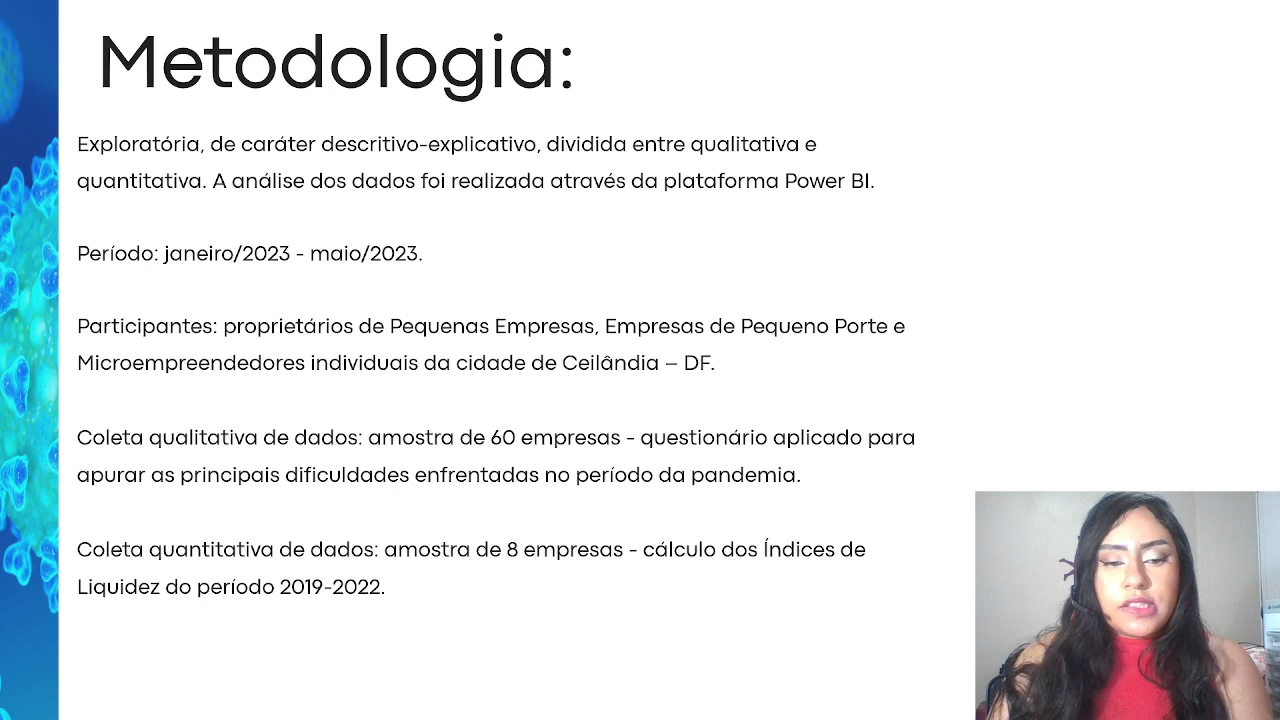 Metodologia:
Exploratória, de caráter descritivo-explicativo, dividida entre qualitativa e
quantitativa. A análise dos dados foi realizada através da plataforma Power BI.
Período: janeiro/2023 - maio/2023.
Participantes: proprietários de Pequenas Empresas, Empresas de Pequeno Porte e
Microempreendedores individuais da cidade de Ceilândia – DF.
Coleta qualitativa de dados: amostra de 60 empresas - questionário aplicado para
apurar as principais dificuldades enfrentadas no período da pandemia.
Coleta quantitativa de dados: amostra de 8 empresas - cálculo dos Índices de
Liquidez do período 2019-2022.